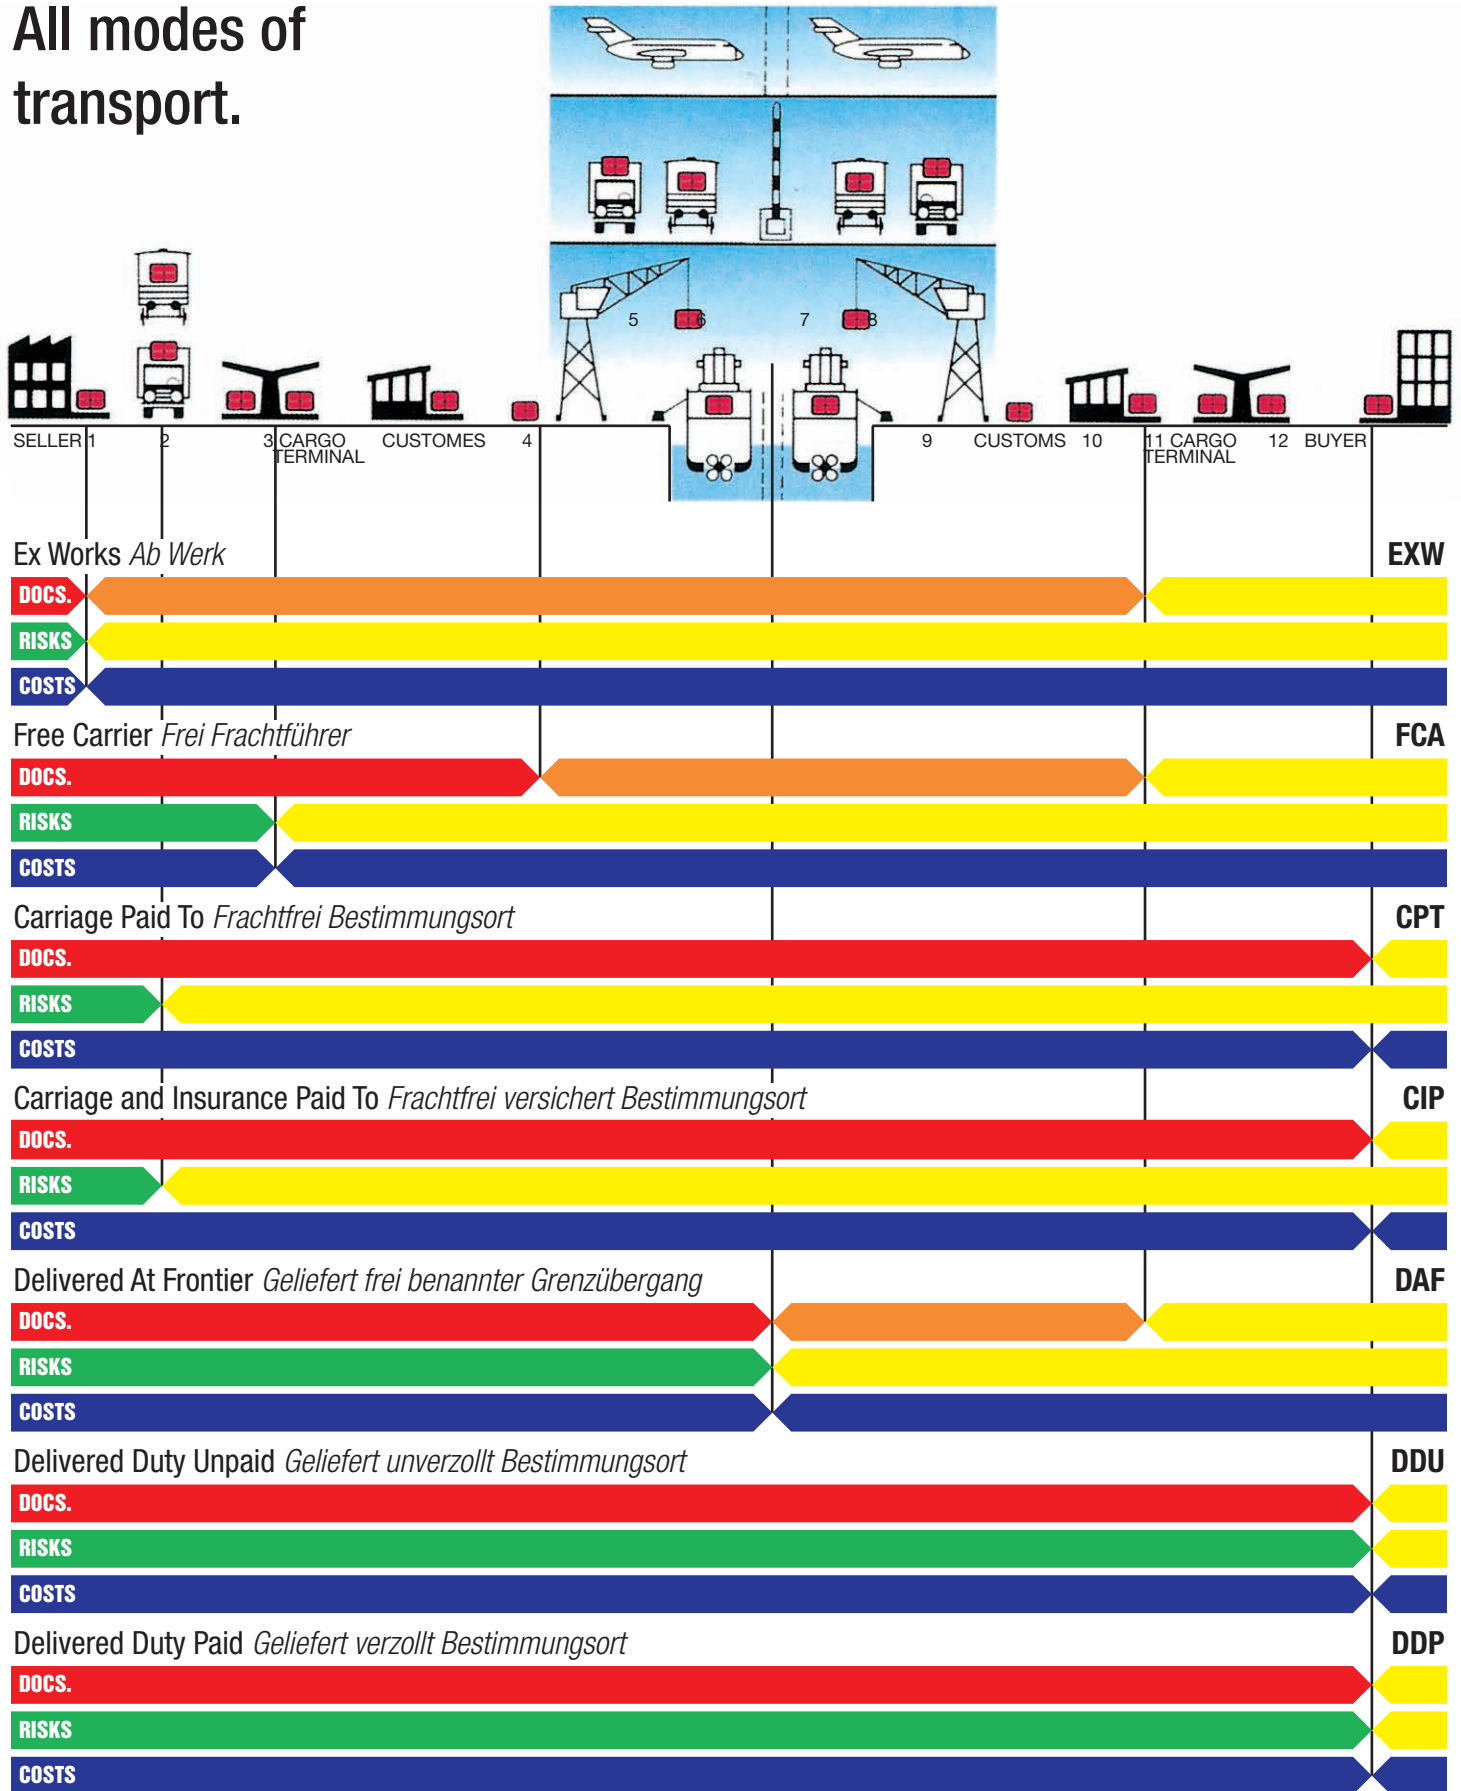 All modes of
transport.
5 6 7 8
SELLER 1 2 3 CARGO CUSTOMES 4 9 CUSTOMS 10 11 CARGO 12 BUYER
TERMINAL TERMINAL
Ex Works Ab Werk EXW
DOCS.
RISKS
COSTS
Free Carrier Frei Frachtführer FCA
DOCS.
RISKS
COSTS
Carriage Paid To Frachtfrei Bestimmungsort CPT
DOCS.
RISKS
COSTS
Carriage and Insurance Paid To Frachtfrei versichert Bestimmungsort CIP
DOCS.
RISKS
COSTS
Delivered At Frontier Geliefert frei benannter Grenzübergang DAF
DOCS.
RISKS
COSTS
Delivered Duty Unpaid Geliefert unverzollt Bestimmungsort DDU
DOCS.
RISKS
COSTS
Delivered Duty Paid Geliefert verzollt Bestimmungsort DDP
DOCS.
RISKS
COSTS